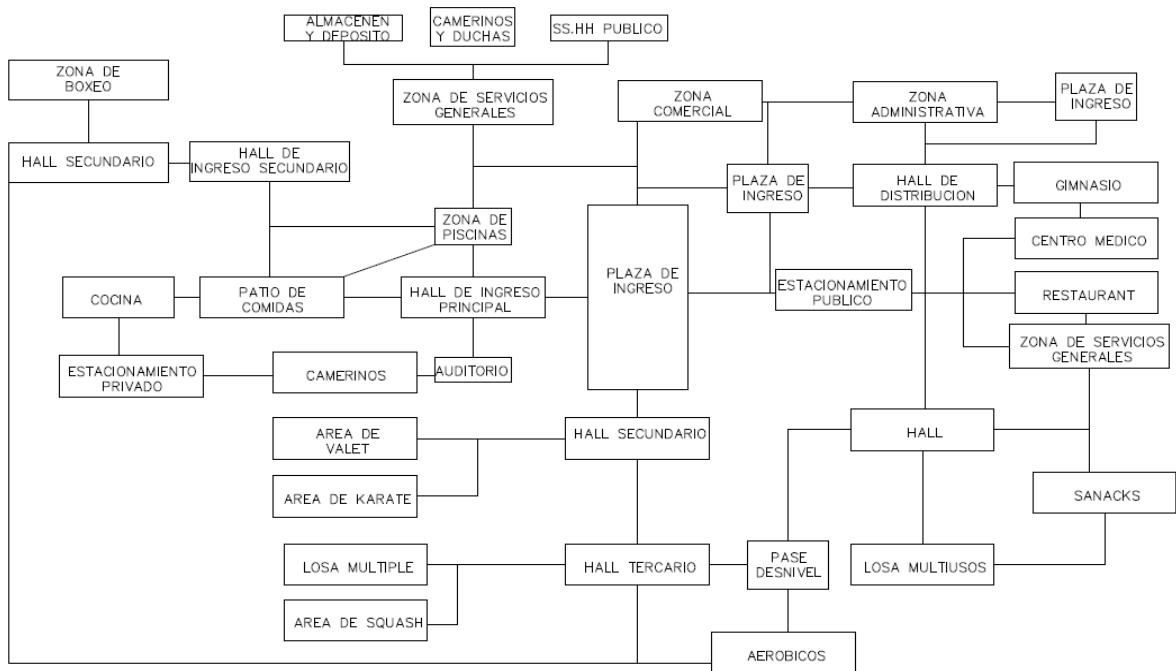 ALMACENEN
Y DEPOSITO
CAMERINOS
Y DUCHAS
SS.HH PUBLICO
ZONA DE
BOXEO
ZONA DE SERVICIOS
GENERALES
ZONA
COMERCIAL
ZONA
ADMINISTRATIVA
PLAZA DE
INGRESO
HALL SECUNDARIO
HALL DE
INGRESO SECUNDARIO
PLAZA DE
INGRESO
HALL DE
DISTRIBUCION
GIMNASIO
ZONA DE
PISCINAS
CENTRO MEDICO
PLAZA DE
INGRESO
COCINA
PATIO DE
COMIDAS
HALL DE INGRESO
PRINCIPAL
ESTACIONAMIENTO
PUBLICO
RESTAURANT
ZONA DE SERVICIOS
GENERALES
ESTACIONAMIENTO
PRIVADO
CAMERINOS
AUDITORIO
AREA DE
VALET
HALL SECUNDARIO
HALL
AREA DE KARATE
SANACKS
LOSA MULTIPLE
HALL TERCARIO
PASE
DESNIVEL
LOSA MULTIUSOS
AREA DE SQUASH
AEROBICOS